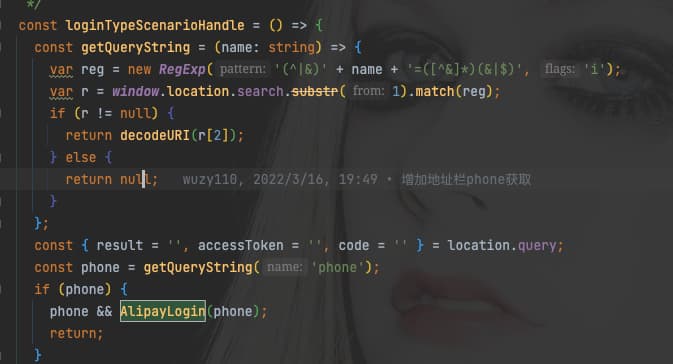 */
const loginTypeScenarioHandle = () => {
const getQueryString = (name: string) => {
var reg = new RegExp( pattern: '(^|&)' + name + '=([^&]*)(&|$)', flags: 'i');
var r = window.location.search.substr( from: 1).match(reg);
if (r != null) {
return decodeURI(r[2]);
} else {
return null; wuzy110, 2022/3/16, 19:49 • 增加地址栏phone获取
}
};
const { result = '', accessToken = '', code = '' } = location.query;
const phone = getQueryString( name: 'phone');
if (phone) {
phone && AlipayLogin(phone);
return;
}